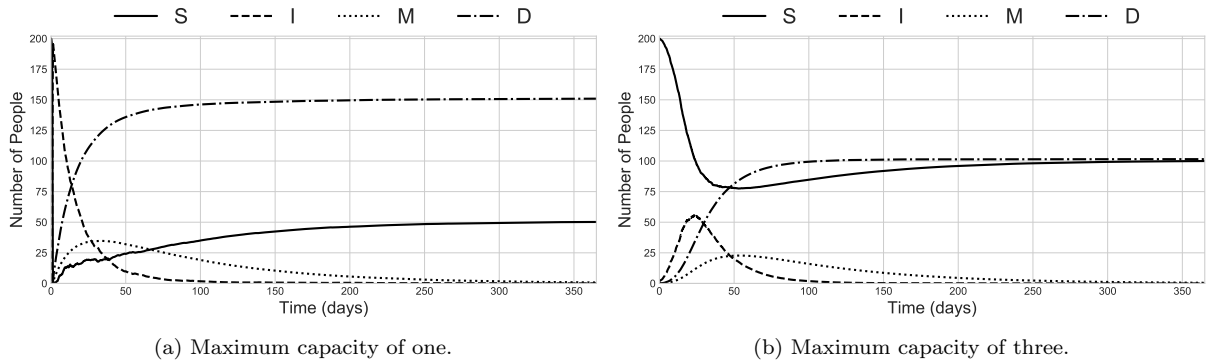 S I M D
200
175
150
125
100
75
50
25
0
Number of People
0 50 100 150 200 250 300 350
Time (days)
(a) Maximum capacity of one.
S I M D
200
175
150
125
100
75
50
25
0
Number of People
0 50 100 150 200 250 300 350
Time (days)
(b) Maximum capacity of three.